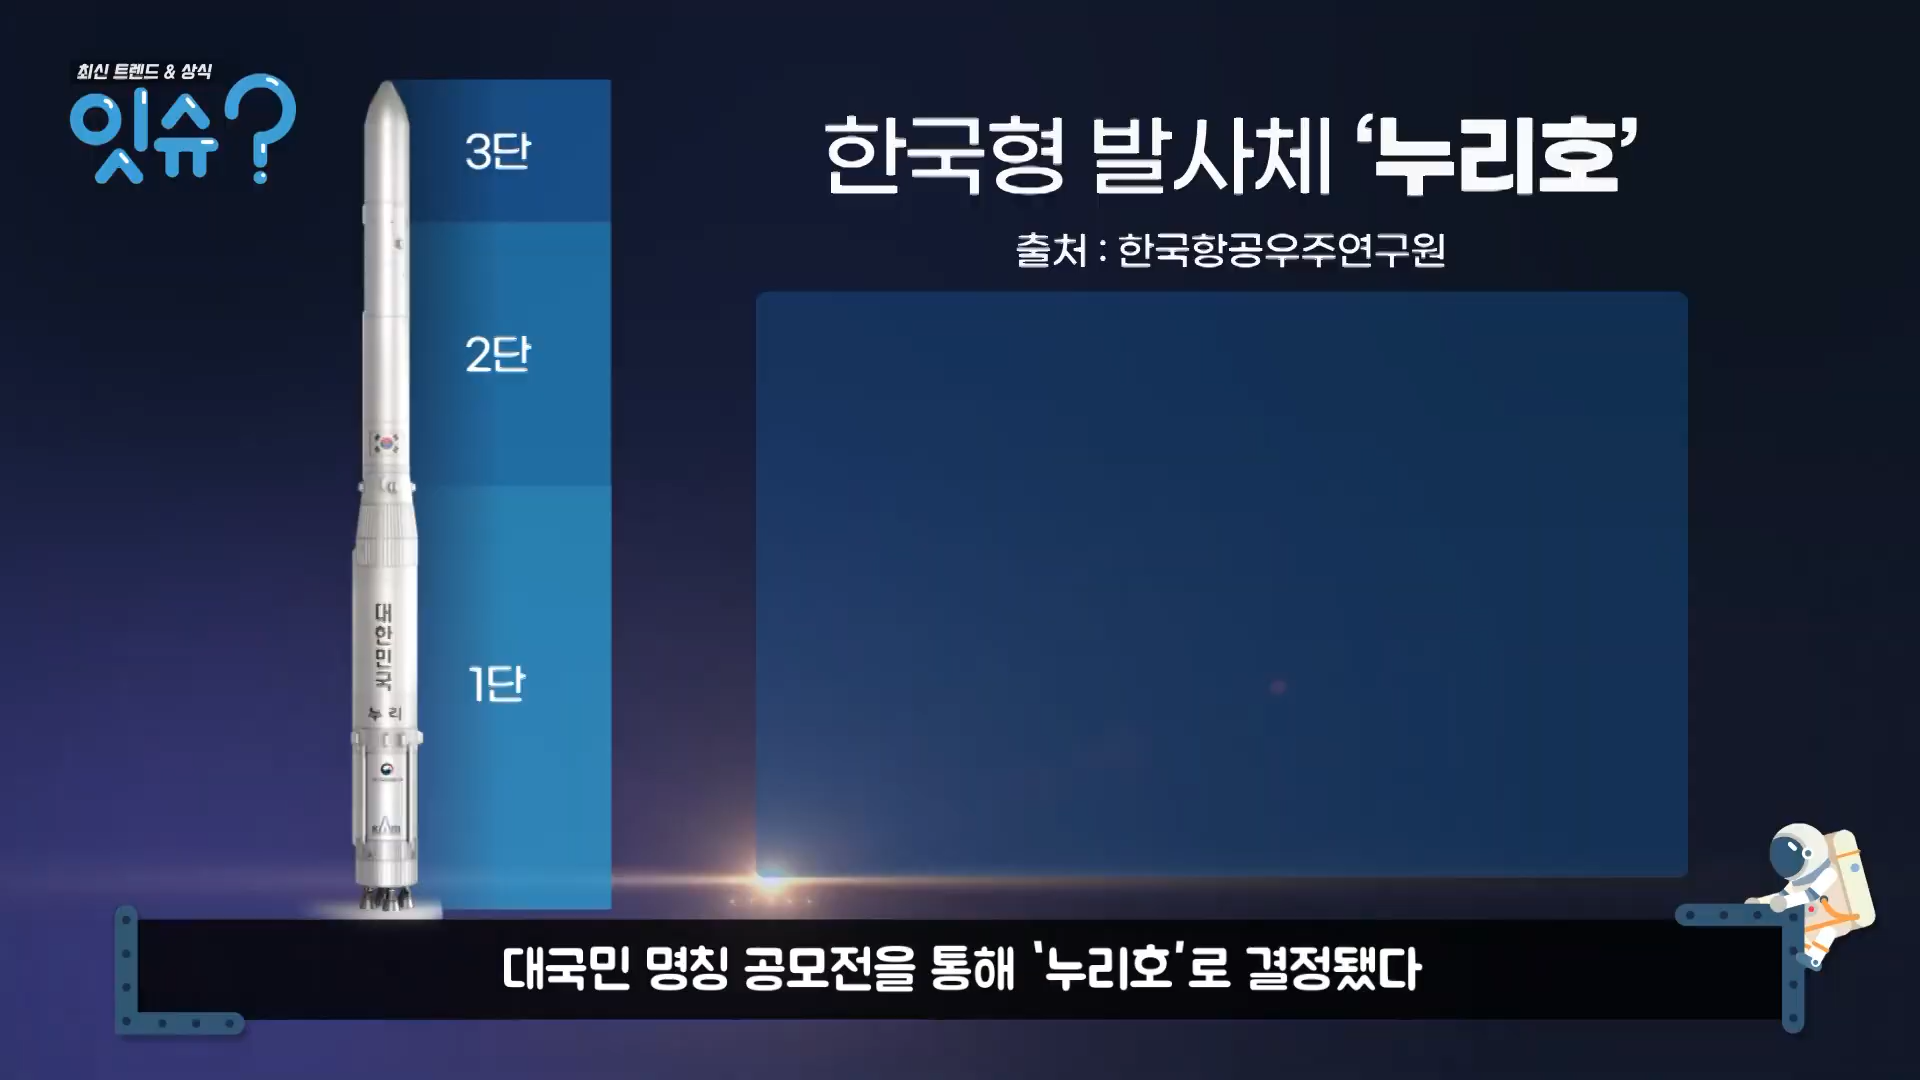 최신 트렌드 & 상식
잇슈?
3단
한국형 발사체 ‘누리호’
출처 : 한국항공우주연구원
2단
1단
대한민국
누리
대국민 명칭 공모전을 통해 ‘누리호’로 결정됐다